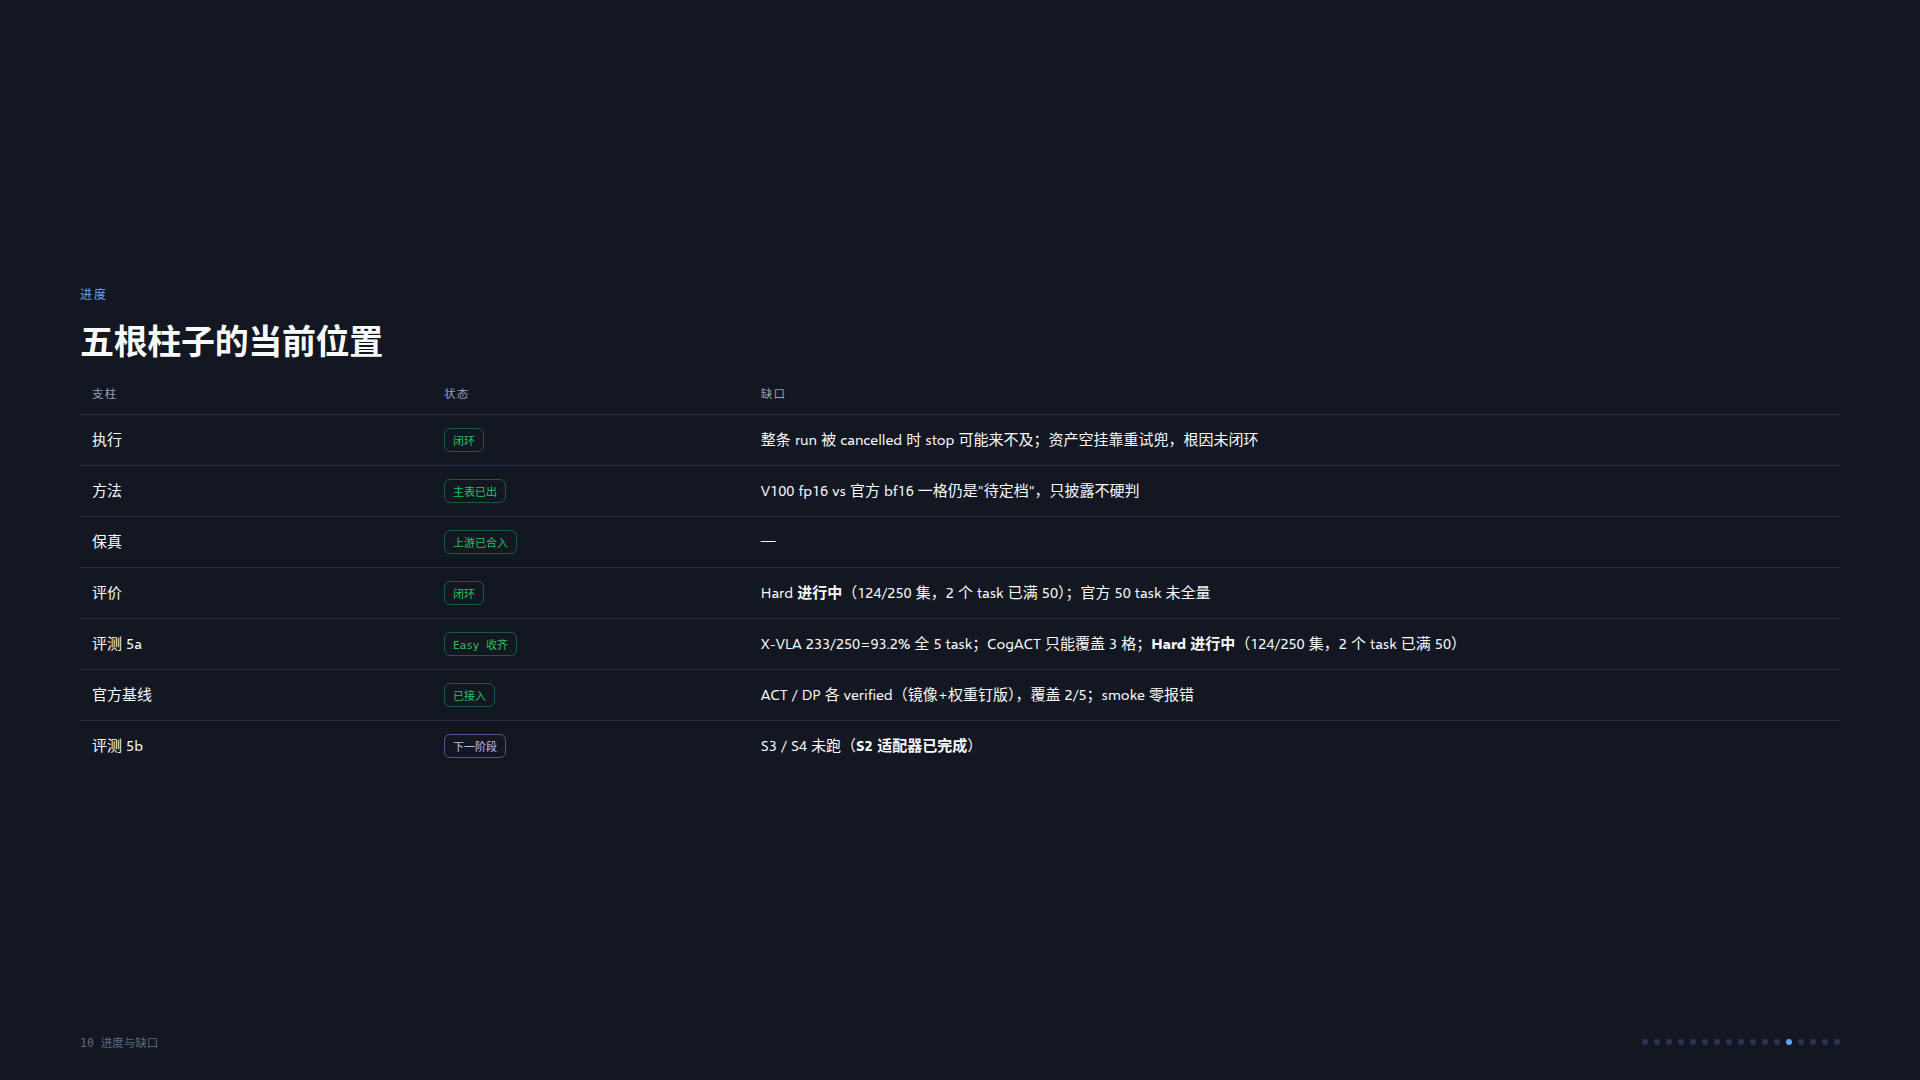 进度
五根柱子的当前位置
支柱 状态 缺口
执行 闭环 整条 run 被 cancelled 时 stop 可能来不及；资产空挂靠重试兜，根因未闭环
方法 主表已出 V100 fp16 vs 官方 bf16 一格仍是"待定档"，只披露不硬判
保真 上游已合入 —
评价 闭环 Hard 进行中（124/250 集，2 个 task 已满 50）；官方 50 task 未全量
评测 5a Easy 收齐 X-VLA 233/250=93.2% 全 5 task；CogACT 只能覆盖 3 格；Hard 进行中（124/250 集，2 个 task 已满 50）
官方基线 已接入 ACT / DP 各 verified（镜像+权重钉版），覆盖 2/5；smoke 零报错
评测 5b 下一阶段 S3 / S4 未跑（S2 适配器已完成）
10 进度与缺口